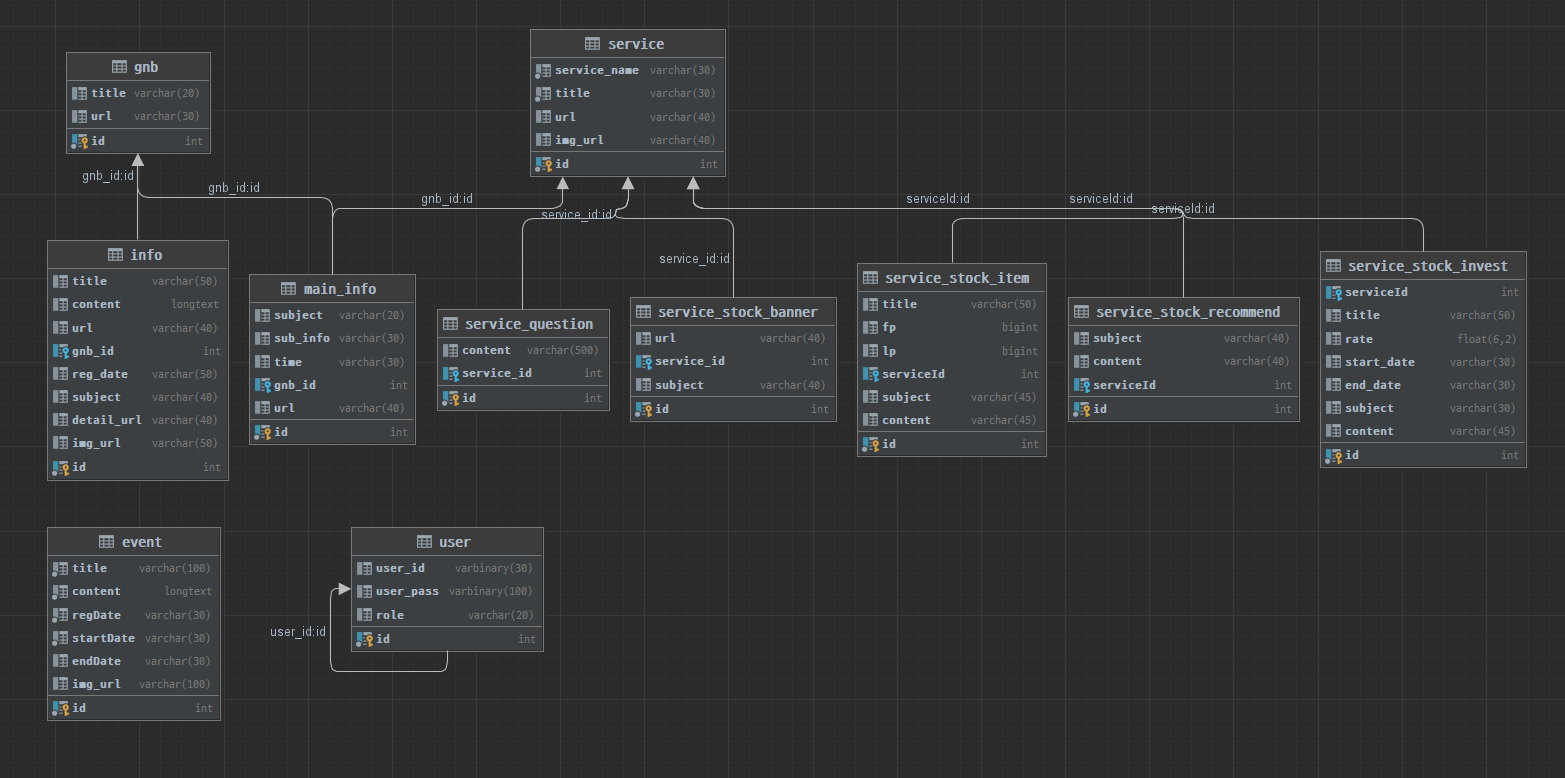 gnb
title varchar(20)
url varchar(30)
id int
service
service_name varchar(30)
title varchar(30)
url varchar(40)
img_url varchar(40)
id int
gnb_id:id
gnb_id:id
gnb_id:id
service_id:id
service_id:id
serviceId:id
serviceId:id
serviceId:id
info
title varchar(50)
content longtext
url varchar(40)
gnb_id int
reg_date varchar(50)
subject varchar(40)
detail_url varchar(40)
img_url varchar(50)
id int
main_info
subject varchar(20)
sub_info varchar(30)
time varchar(30)
gnb_id int
url varchar(40)
id int
service_question
content varchar(500)
service_id int
id int
service_stock_banner
url varchar(40)
service_id int
subject varchar(40)
id int
service_stock_item
title varchar(50)
fp bigint
lp bigint
serviceId int
subject varchar(45)
content varchar(45)
id int
service_stock_recommend
subject varchar(40)
content varchar(40)
serviceId int
id int
service_stock_invest
serviceId int
title varchar(50)
rate float(6,2)
start_date varchar(30)
end_date varchar(30)
subject varchar(30)
content varchar(45)
id int
event
title varchar(100)
content longtext
regDate varchar(30)
startDate varchar(30)
endDate varchar(30)
img_url varchar(100)
id int
user
user_id varbinary(30)
user_pass varbinary(100)
role varchar(20)
id int
user_id:id